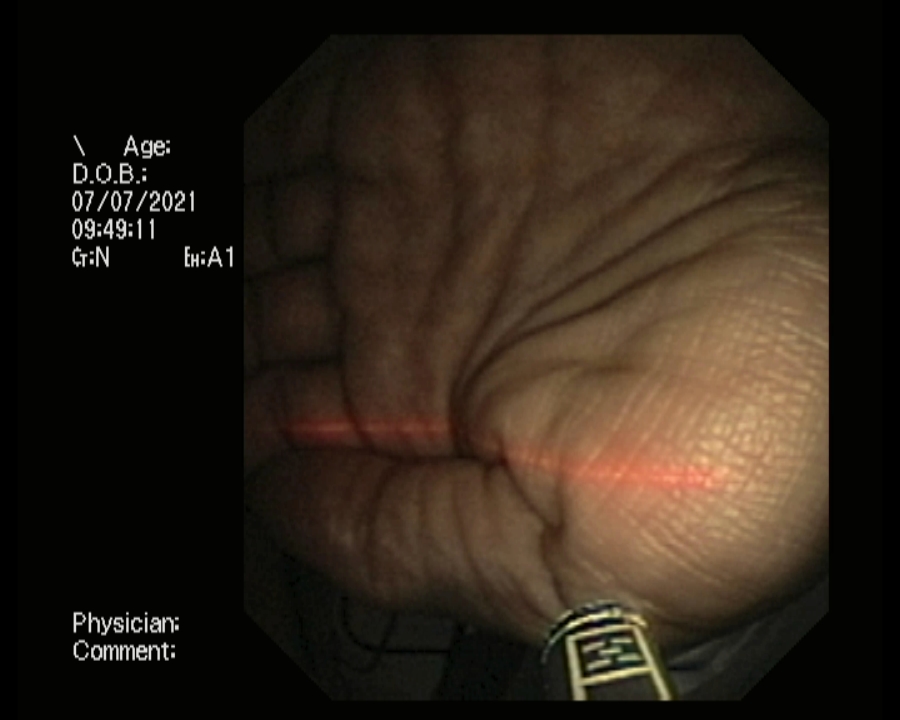 \ Age:
D.O.B.:
07/07/2021
09:49:11
Cr:N Eh:A1
Physician:
Comment: